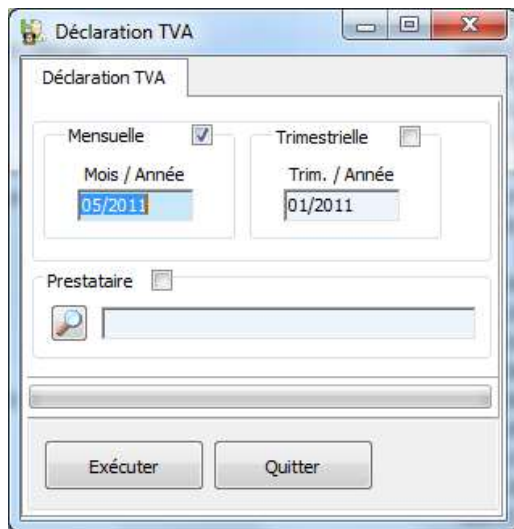 Déclaration TVA
Déclaration TVA
Mensuelle
Trimestrielle
Mois / Année
Trim. / Année
05/2011
01/2011
Prestataire
Exécuter
Quitter